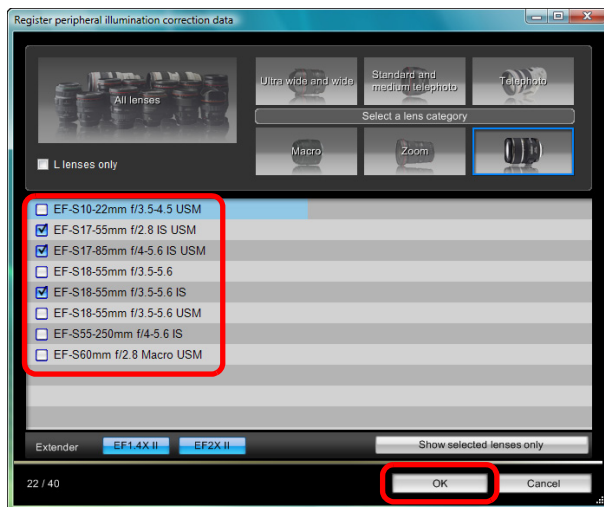 Register peripheral illumination correction data
All lenses
Ultra wide and wide
Standard and
medium telephoto
Telephoto
Select a lens category
Macro
Zoom
L lenses only
EF-S10-22mm f/3.5-4.5 USM
EF-S17-55mm f/2.8 IS USM
EF-S17-85mm f/4-5.6 IS USM
EF-S18-55mm f/3.5-5.6
EF-S18-55mm f/3.5-5.6 IS
EF-S18-55mm f/3.5-5.6 USM
EF-S55-250mm f/4-5.6 IS
EF-S60mm f/2.8 Macro USM
Extender
EF1.4X II
EF2X II
Show selected lenses only
22 / 40
OK
Cancel